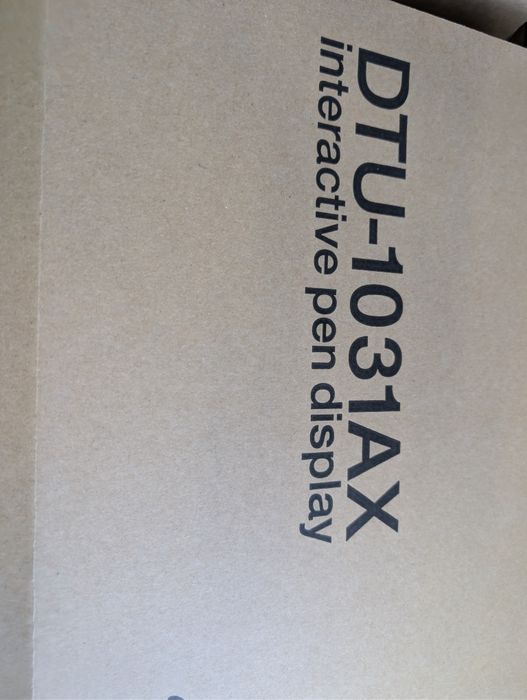 DTU-1031AX
interactive pen display